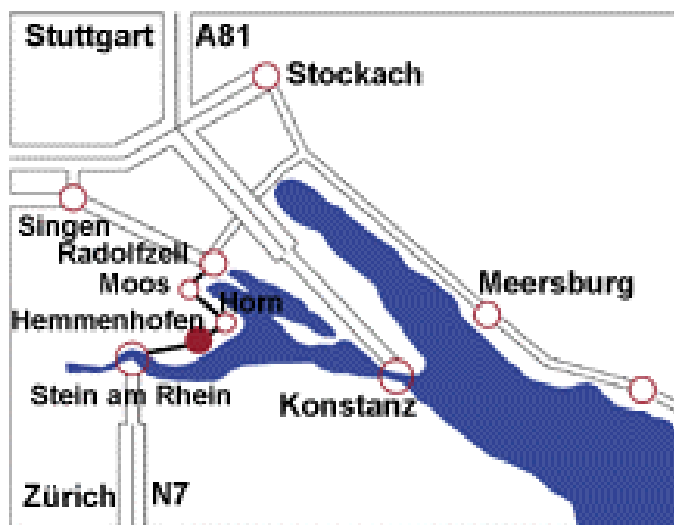 Stuttgart A81
Stockach
Singen
Radolfzell
Moos
Horn
Meersburg
Hemmenhofen
Stein am Rhein
Konstanz
Zürich N7